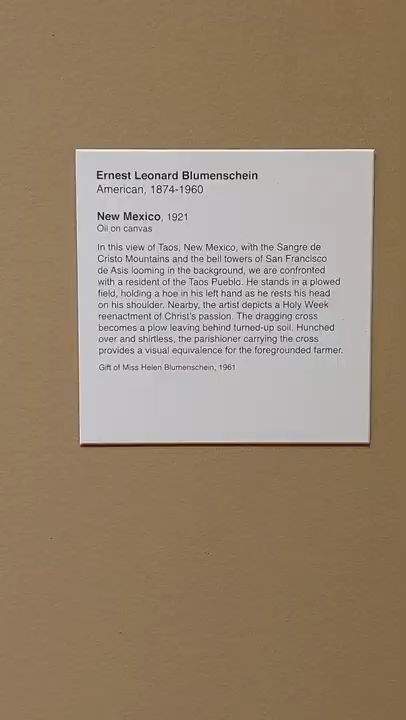 Ernest Leonard Blumenschein
American, 1874-1960
New Mexico, 1921
Oil on canvas
In this view of Taos, New Mexico, with the Sangre de
Cristo Mountains and the bell towers of San Francisco
de Asis looming in the background, we are confronted
with a resident of the Taos Pueblo. He stands in a plowed
field, holding a hoe in his left hand as he rests his head
on his shoulder. Nearby, the artist depicts a Holy Week
reenactment of Christ's passion. The dragging cross
becomes a plow leaving behind turned-up soil. Hunched
over and shirtless, the parishioner carrying the cross
provides a visual equivalence for the foregrounded farmer.
Gift of Miss Helen Blumenschein, 1961